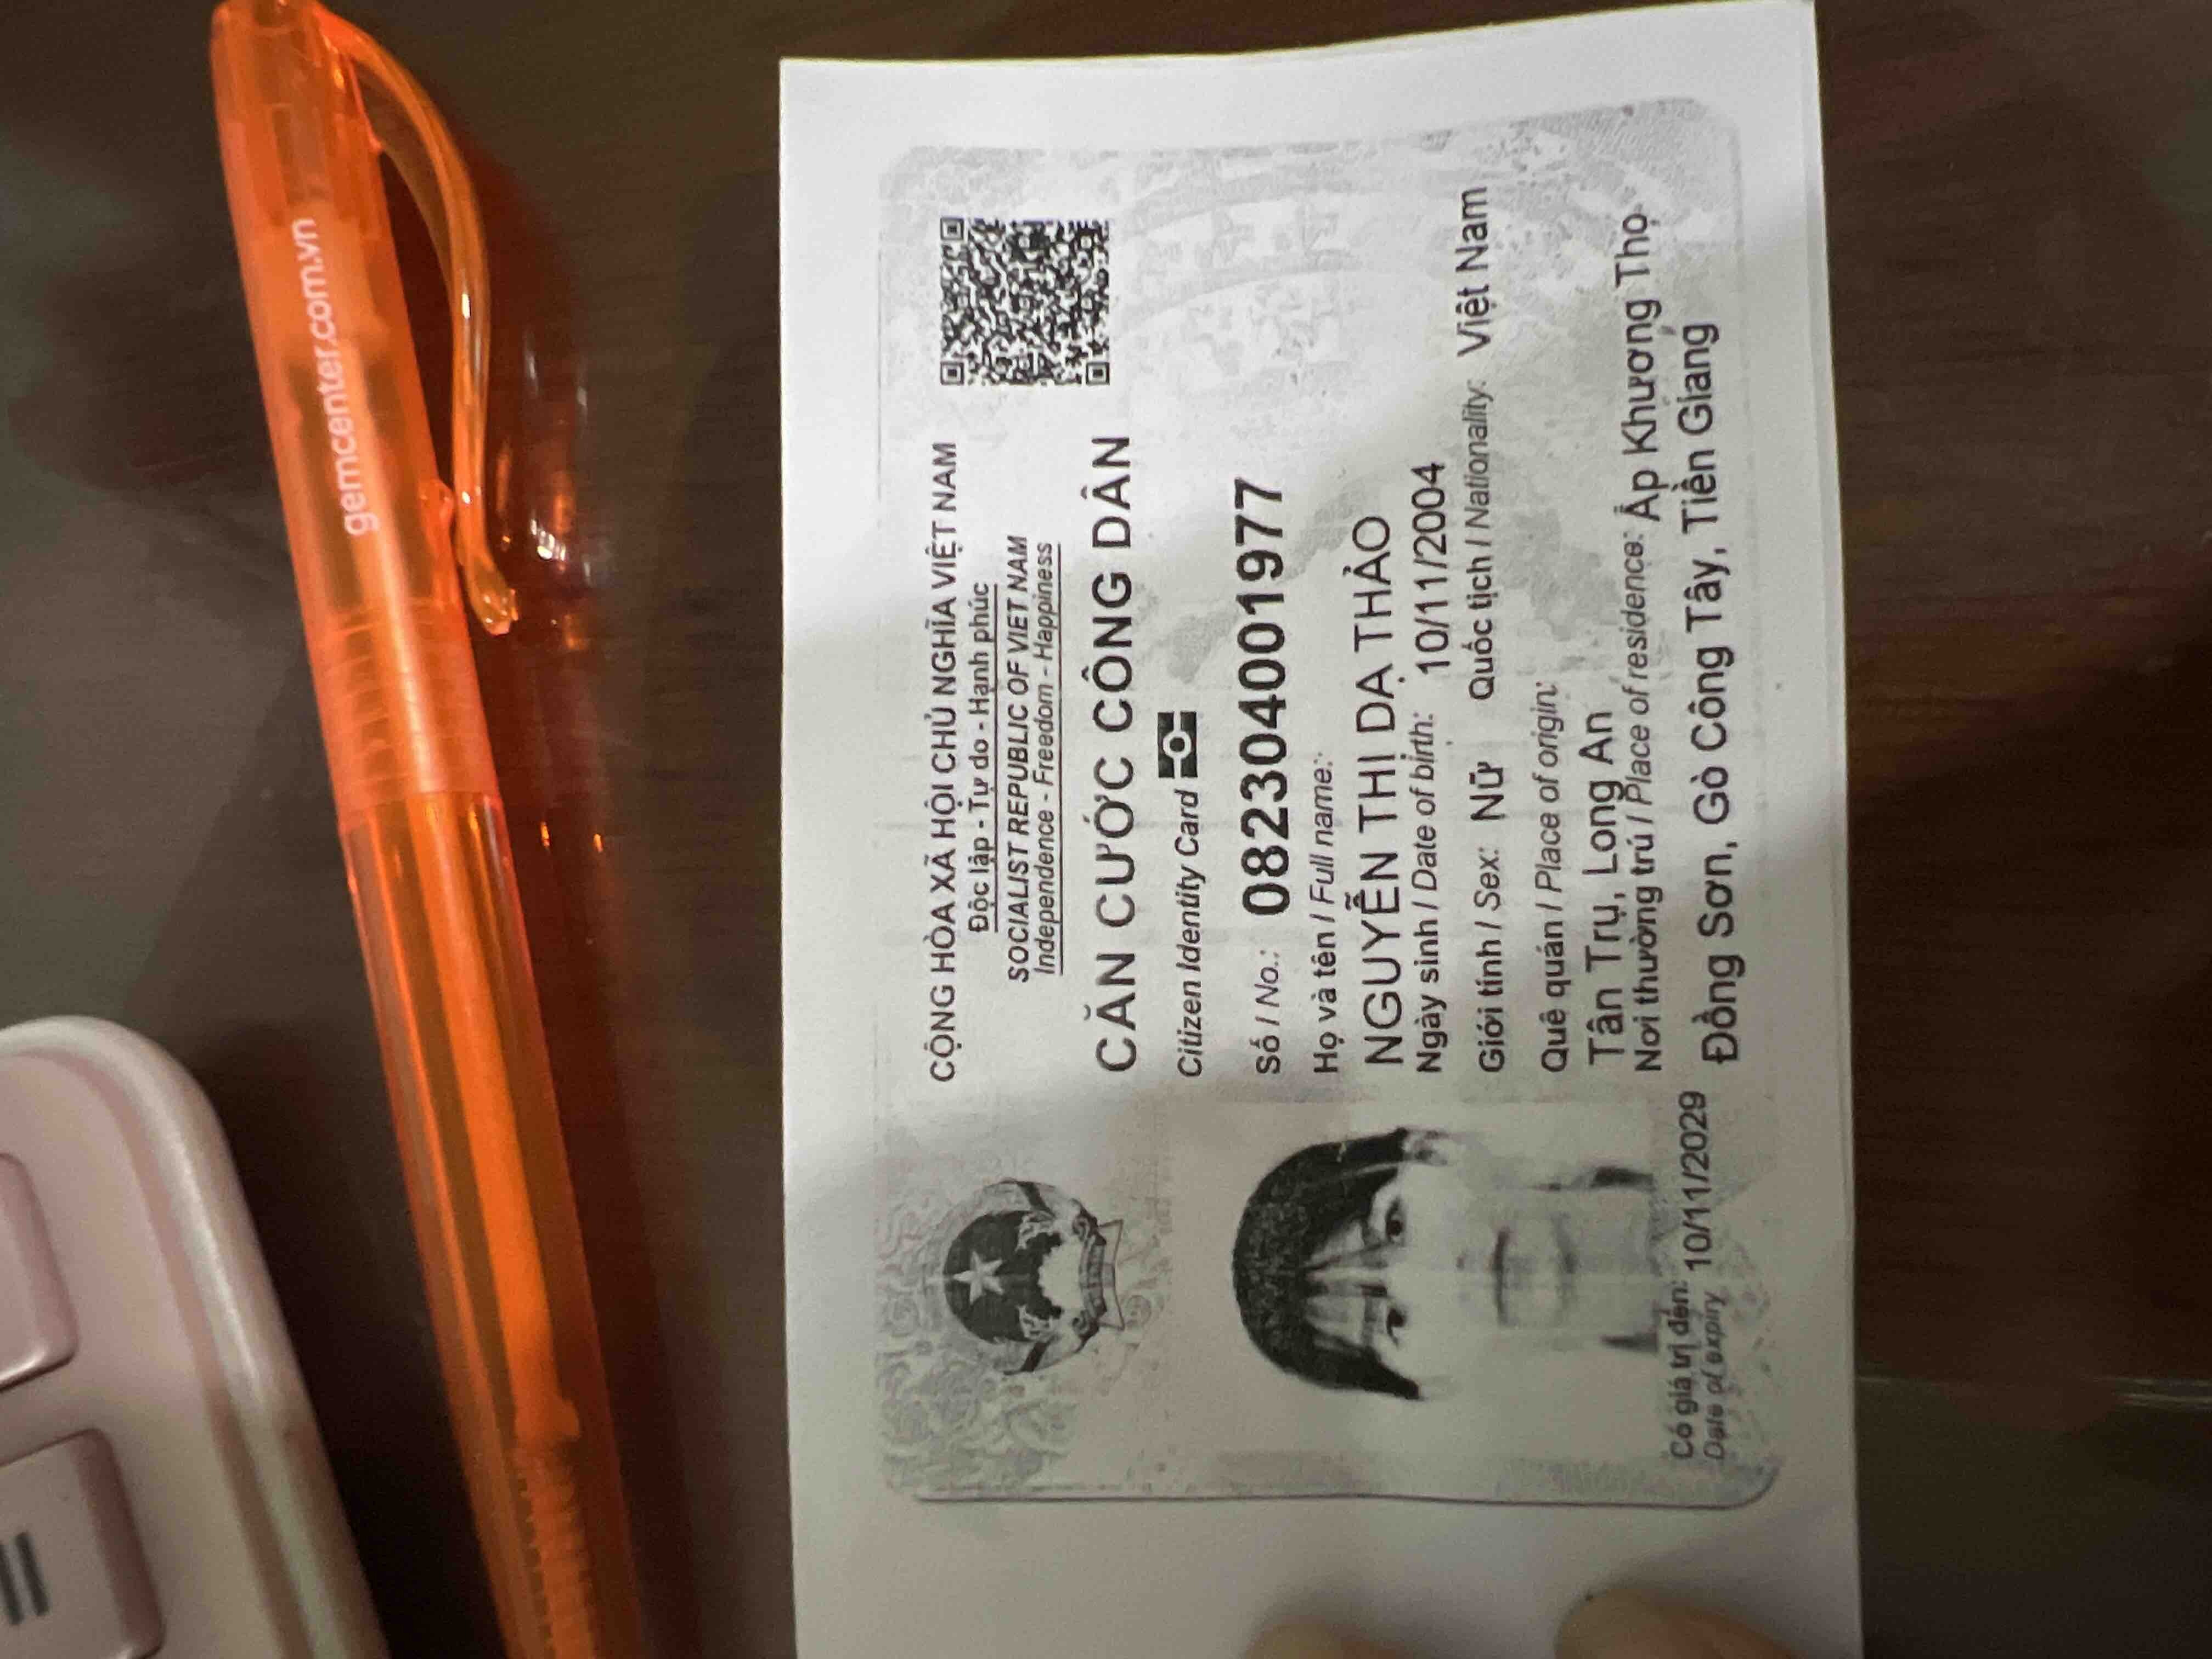 gemcenter.com.vn
CỘNG HÒA XÃ HỘI CHỦ NGHĨA VIỆT NAM
Độc lập - Tự do - Hạnh phúc
SOCIALIST REPUBLIC OF VIET NAM
Independence - Freedom - Happiness
CĂN CƯỚC CÔNG DÂN
Citizen Identity Card
Số / No.: 082304001977
Họ và tên / Full name:
NGUYỄN THỊ DẠ THẢO
Ngày sinh / Date of birth: 10/11/2004
Giới tính / Sex: Nữ Quốc tịch / Nationality: Việt Nam
Quê quán / Place of origin:
Tân Trụ, Long An
Nơi thường trú / Place of residence: Ấp Khương Thọ
Đồng Sơn, Gò Công Tây, Tiền Giang
Có giá trị đến: 10/11/2029
Date of expiry